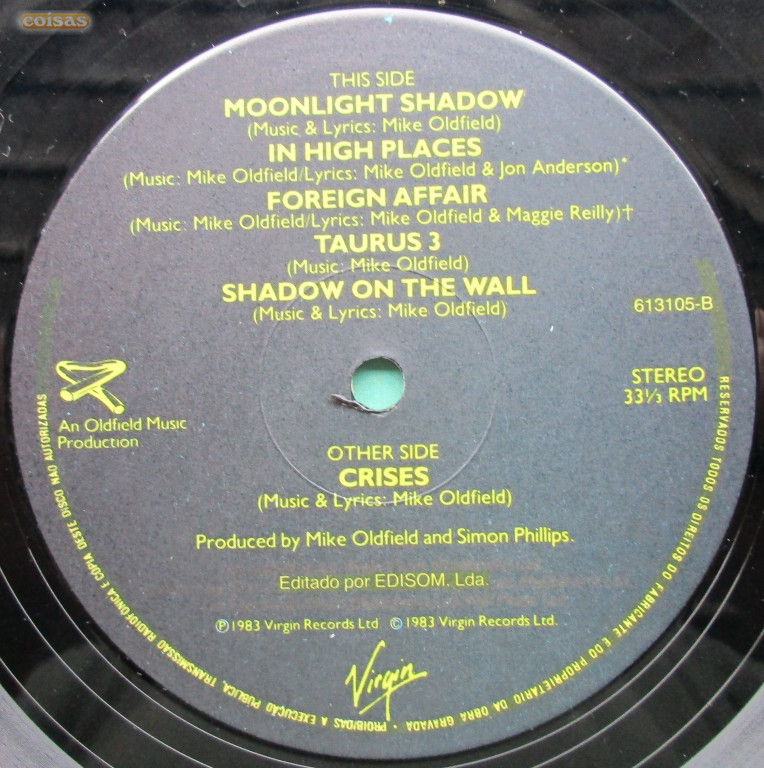 coisas
THIS SIDE
MOONLIGHT SHADOW
(Music & Lyrics: Mike Oldfield)
IN HIGH PLACES
(Music: Mike Oldfield/Lyrics: Mike Oldfield & Jon Anderson)*
FOREIGN AFFAIR
(Music: Mike Oldfield/Lyrics: Mike Oldfield & Maggie Reilly)†
TAURUS 3
(Music: Mike Oldfield)
SHADOW ON THE WALL
(Music & Lyrics: Mike Oldfield)
613105-B
STEREO
33⅓ RPM
An Oldfield Music
Production
OTHER SIDE
CRISES
(Music & Lyrics: Mike Oldfield)
Produced by Mike Oldfield and Simon Phillips.
Editado por EDISOM, Lda.
℗1983 Virgin Records Ltd ©1983 Virgin Records Ltd.
Virgin
RESERVADOS TODOS OS DIREITOS DO FABRICANTE E DO PROPRIETARIO DA OBRA GRAVADA • PROIBIDAS A EXECUÇÃO PUBLICA, TRANSMISSÃO RADIOFONICA E COPIA DESTE DISCO NAO AUTORIZADAS